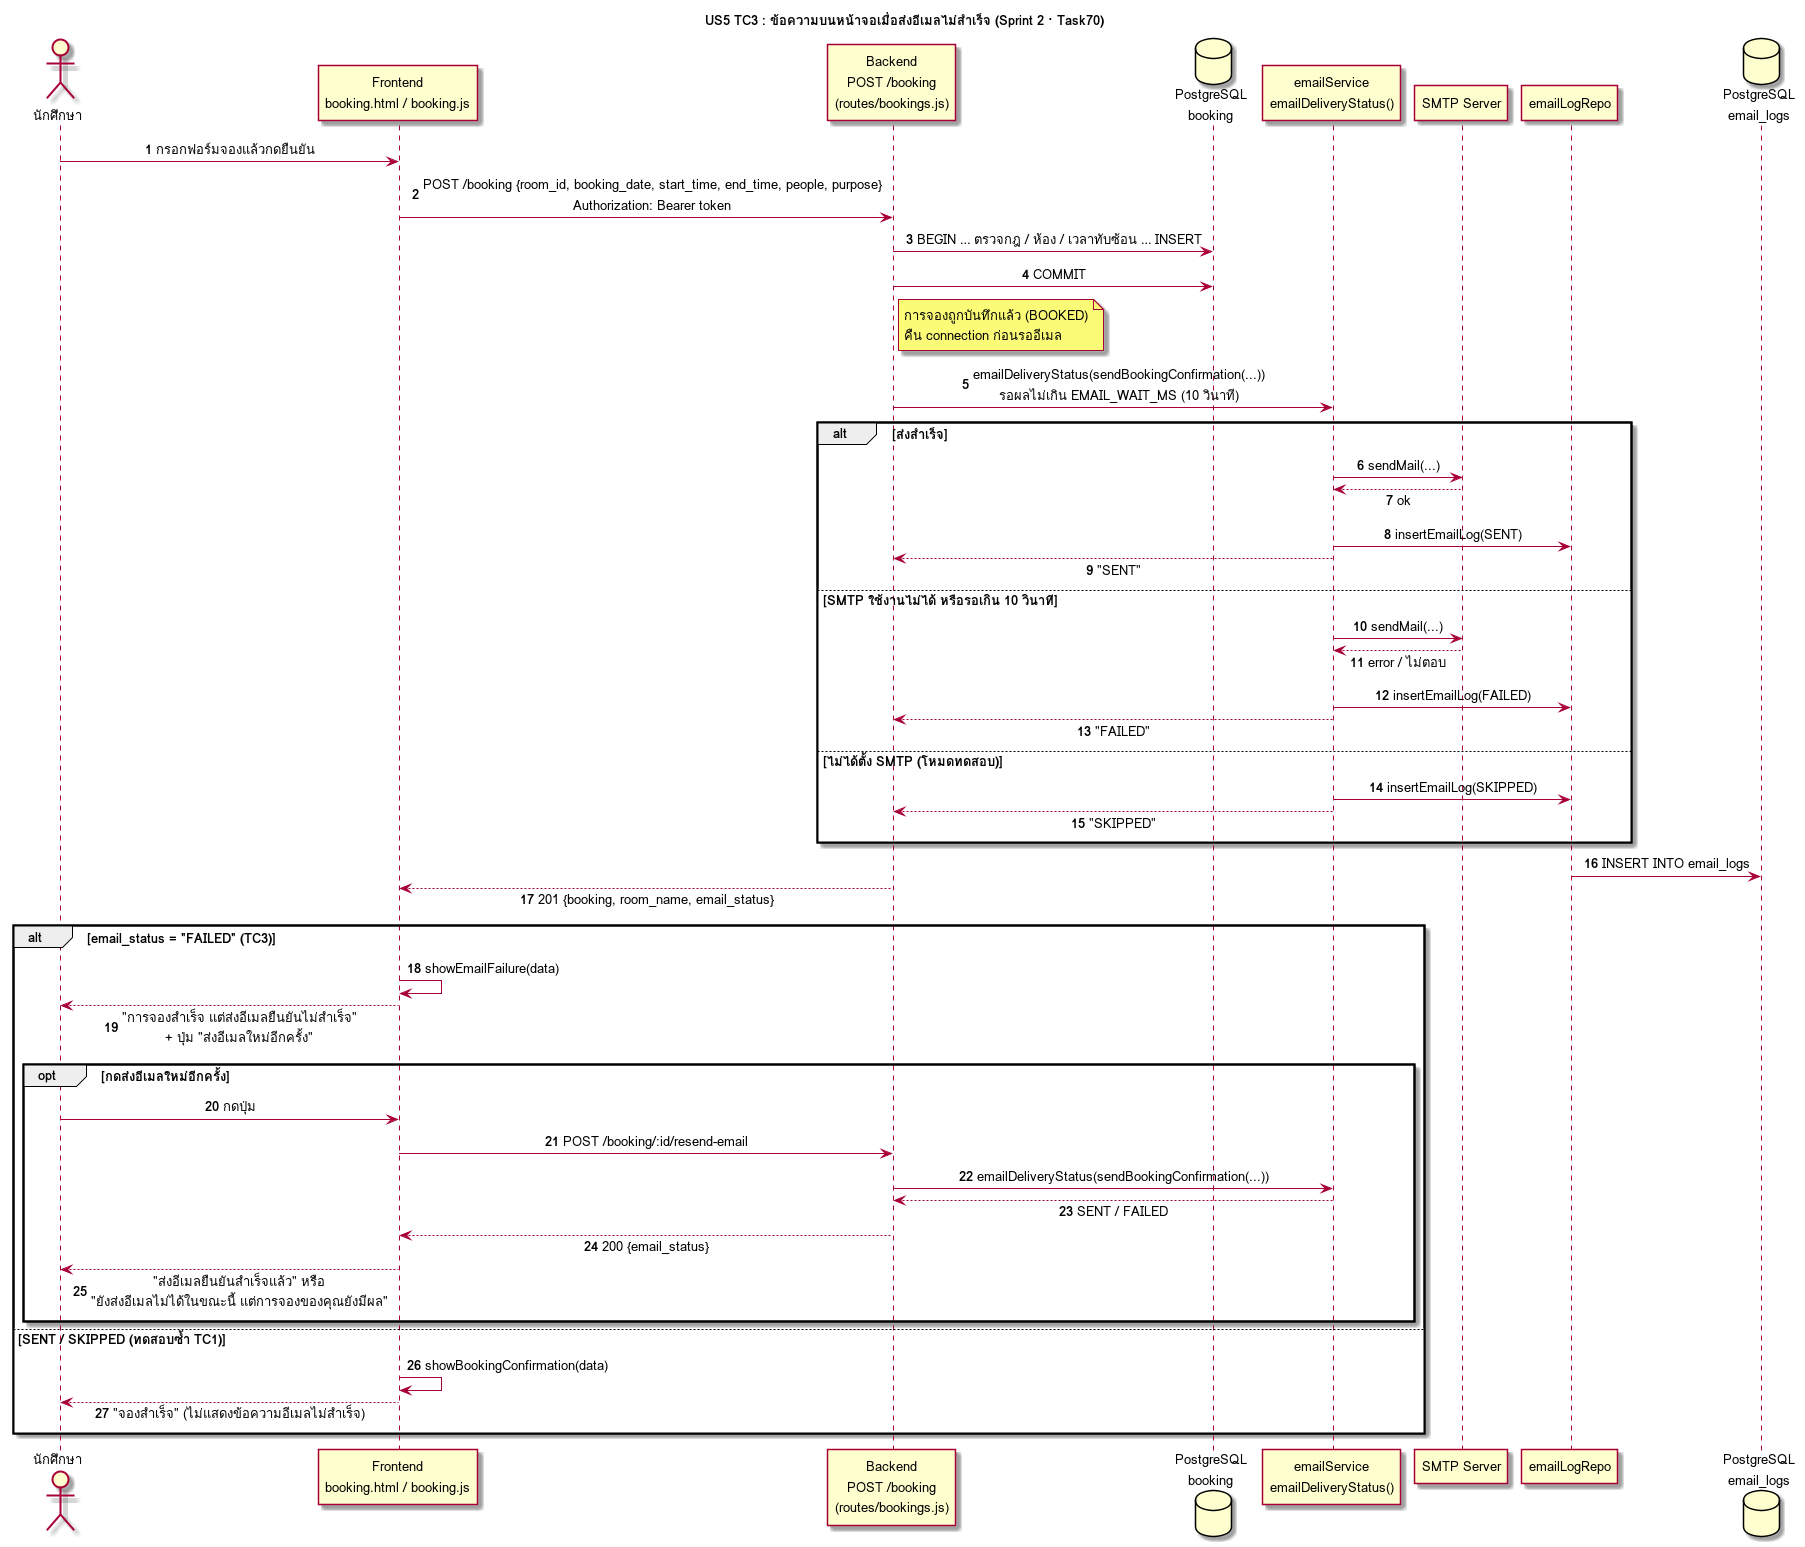 US5 TC3 : ข้อความบนหน้าจอเมื่อส่งอีเมลไม่สำเร็จ (Sprint 2 · Task70)
นักศึกษา
Frontend
booking.html / booking.js
Backend
POST /booking
(routes/bookings.js)
PostgreSQL
booking
emailService
emailDeliveryStatus()
SMTP Server
emailLogRepo
PostgreSQL
email_logs
1 กรอกฟอร์มจองแล้วกดยืนยัน
2 POST /booking {room_id, booking_date, start_time, end_time, people, purpose}
Authorization: Bearer token
3 BEGIN ... ตรวจกฎ / ห้อง / เวลาทับซ้อน ... INSERT
4 COMMIT
การจองถูกบันทึกแล้ว (BOOKED)
คืน connection ก่อนรออีเมล
5 emailDeliveryStatus(sendBookingConfirmation(...))
รอผลไม่เกิน EMAIL_WAIT_MS (10 วินาที)
alt [ส่งสำเร็จ]
6 sendMail(...)
7 ok
8 insertEmailLog(SENT)
9 "SENT"
[SMTP ใช้งานไม่ได้ หรือรอเกิน 10 วินาที]
10 sendMail(...)
11 error / ไม่ตอบ
12 insertEmailLog(FAILED)
13 "FAILED"
[ไม่ได้ตั้ง SMTP (โหมดทดสอบ)]
14 insertEmailLog(SKIPPED)
15 "SKIPPED"
16 INSERT INTO email_logs
17 201 {booking, room_name, email_status}
alt [email_status = "FAILED" (TC3)]
18 showEmailFailure(data)
19 "การจองสำเร็จ แต่ส่งอีเมลยืนยันไม่สำเร็จ"
+ ปุ่ม "ส่งอีเมลใหม่อีกครั้ง"
opt [กดส่งอีเมลใหม่อีกครั้ง]
20 กดปุ่ม
21 POST /booking/:id/resend-email
22 emailDeliveryStatus(sendBookingConfirmation(...))
23 SENT / FAILED
24 200 {email_status}
25 "ส่งอีเมลยืนยันสำเร็จแล้ว" หรือ
"ยังส่งอีเมลไม่ได้ในขณะนี้ แต่การจองของคุณยังมีผล"
[SENT / SKIPPED (ทดสอบซ้ำ TC1)]
26 showBookingConfirmation(data)
27 "จองสำเร็จ" (ไม่แสดงข้อความอีเมลไม่สำเร็จ)
นักศึกษา
Frontend
booking.html / booking.js
Backend
POST /booking
(routes/bookings.js)
PostgreSQL
booking
emailService
emailDeliveryStatus()
SMTP Server
emailLogRepo
PostgreSQL
email_logs